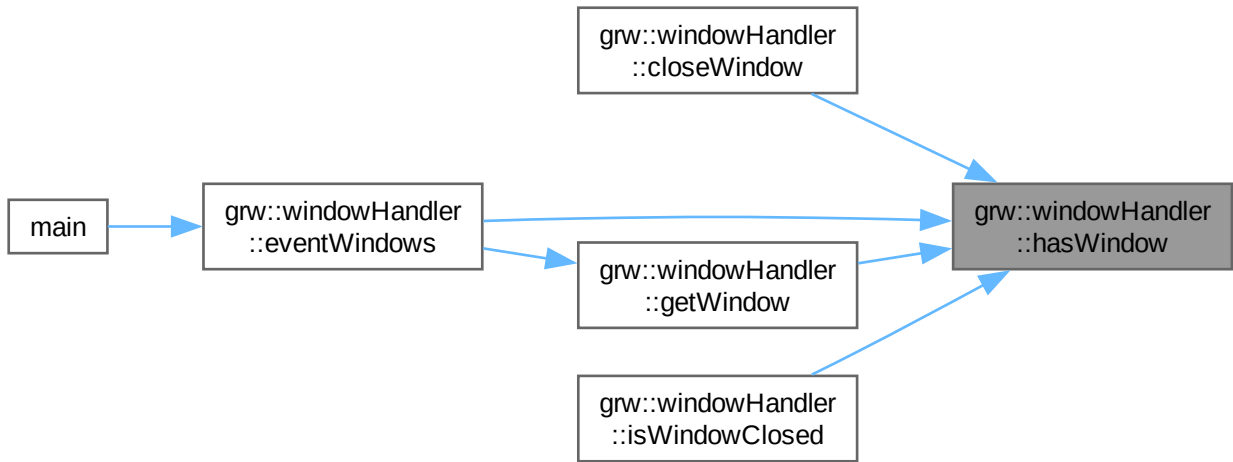 grw::windowHandler
::closeWindow
main
grw::windowHandler
::eventWindows
grw::windowHandler
::getWindow
grw::windowHandler
::isWindowClosed
grw::windowHandler
::hasWindow